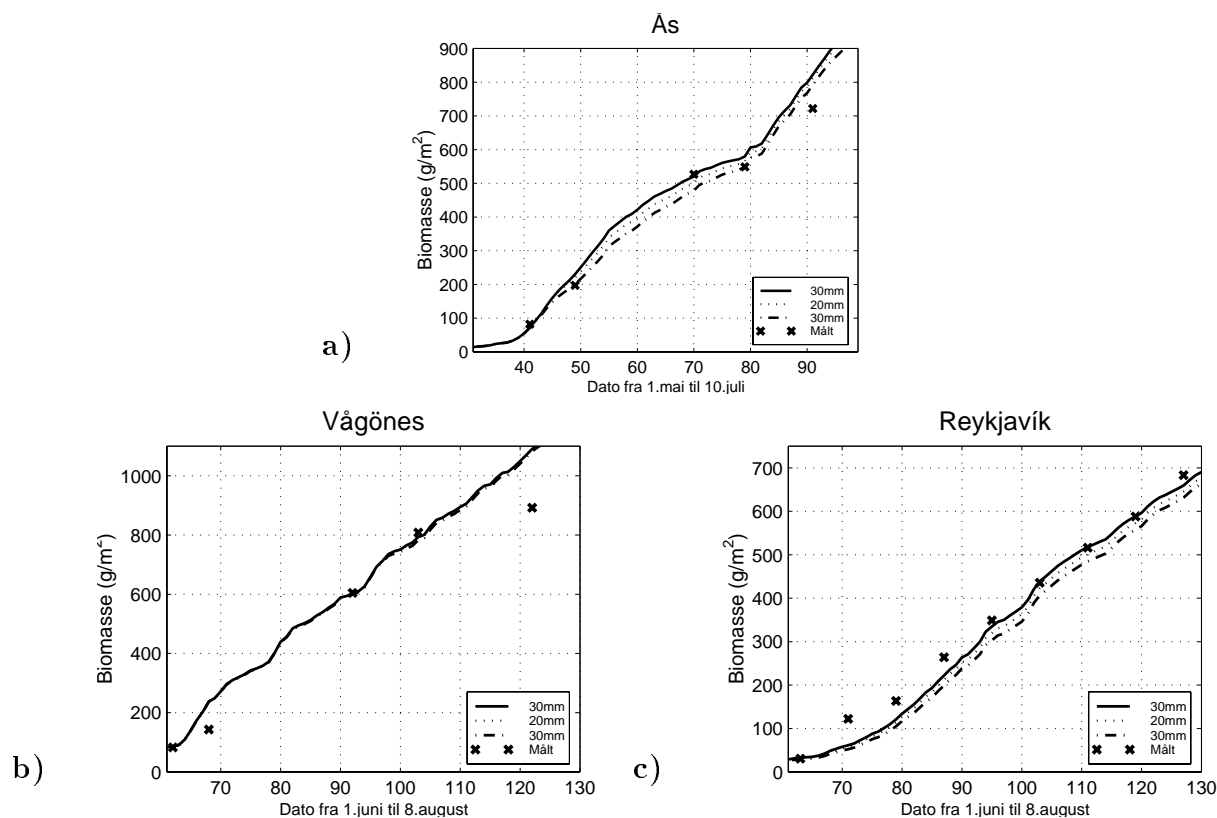 Ås
Biomasse (g/m²)
900
800
700
600
500
400
300
200
100
0
40
50
60
70
80
90
Dato fra 1.mai til 10.juli
30mm
20mm
30mm
Målt
a)
Vågönes
Biomasse (g/m²)
1000
800
600
400
200
0
70
80
90
100
110
120
130
Dato fra 1.juni til 8.august
30mm
20mm
30mm
Målt
b)
Reykjavík
Biomasse (g/m²)
700
600
500
400
300
200
100
0
70
80
90
100
110
120
130
Dato fra 1.juni til 8.august
30mm
20mm
30mm
Målt
c)